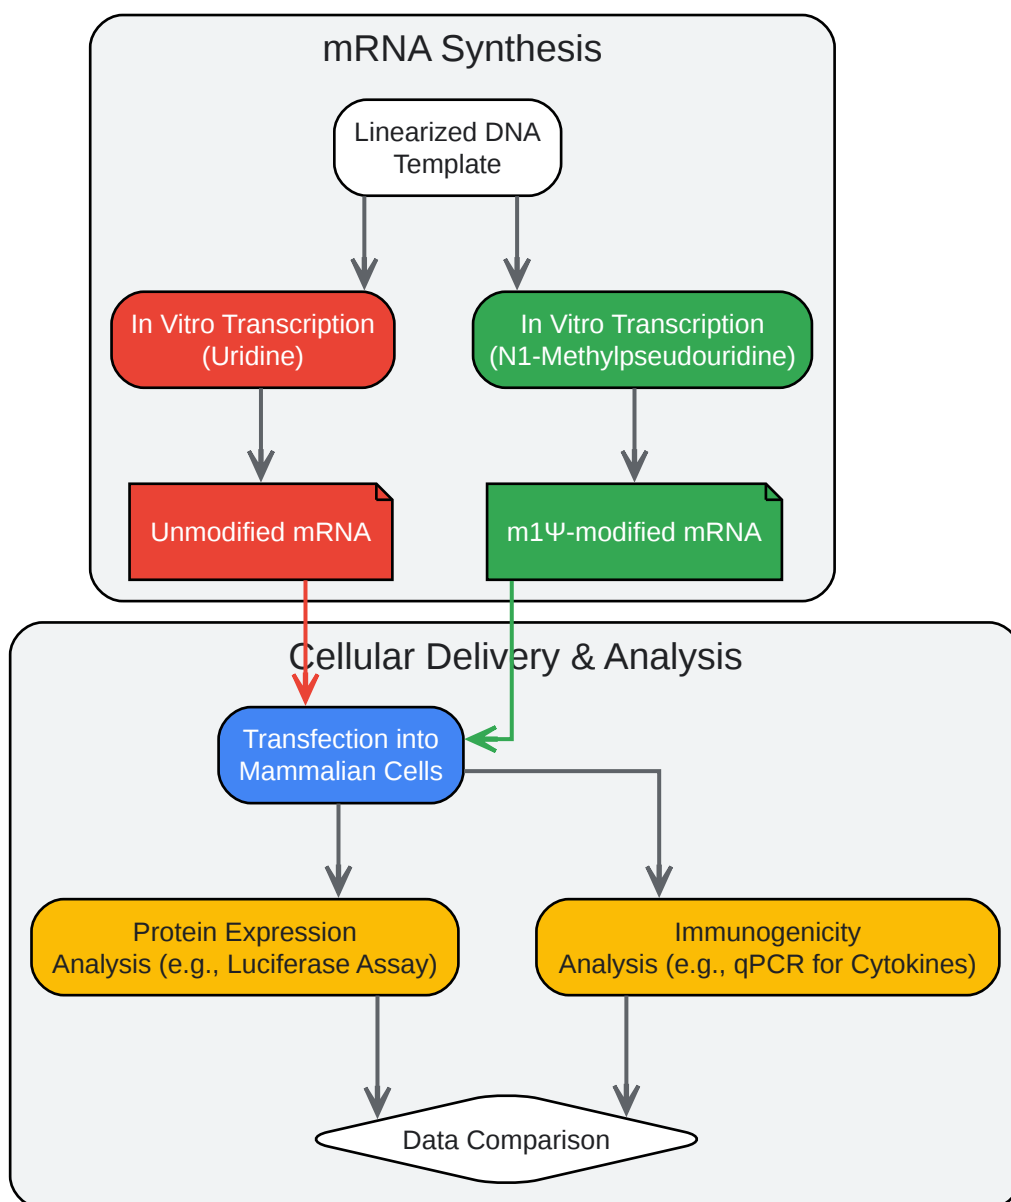 mRNA Synthesis
Linearized DNA
Template
In Vitro Transcription
(Uridine)
In Vitro Transcription
(N1-Methylpseudouridine)
Unmodified mRNA
m1Ψ-modified mRNA
Cellular Delivery & Analysis
Transfection into
Mammalian Cells
Protein Expression
Analysis (e.g., Luciferase Assay)
Immunogenicity
Analysis (e.g., qPCR for Cytokines)
Data Comparison